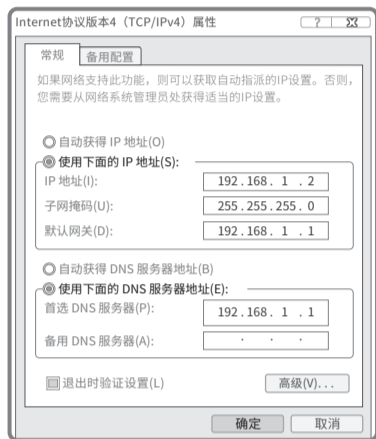 Internet协议版本4（TCP/IPv4）属性
常规 备用配置
如果网络支持此功能，则可以获取自动指派的IP设置。否则，
您需要从网络系统管理员处获得适当的IP设置。
自动获得 IP 地址(O)
使用下面的 IP 地址(S):
IP 地址(I): 192.168. 1 .2
子网掩码(U): 255.255.255.0
默认网关(D): 192.168. 1 .1
自动获得 DNS 服务器地址(B)
使用下面的 DNS 服务器地址(E):
首选 DNS 服务器(P): 192.168. 1 .1
备用 DNS 服务器(A): . . .
退出时验证设置(L) 高级(V)...
确定 取消